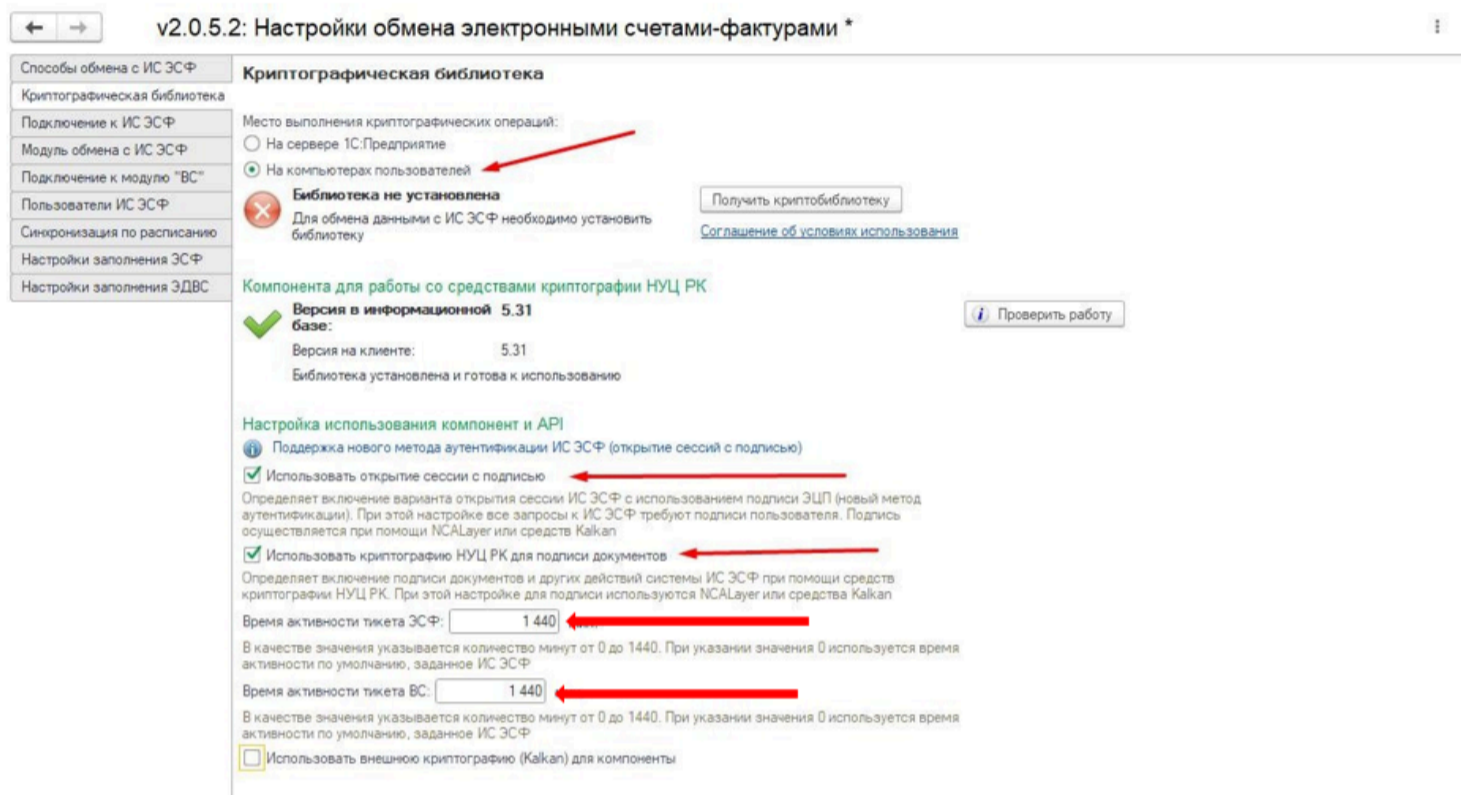 v2.0.5.2: Настройки обмена электронными счетами-фактурами *
Способы обмена с ИС ЭСФ
Криптографическая библиотека
Подключение к ИС ЭСФ
Модуль обмена с ИС ЭСФ
Подключение к модулю "ВС"
Пользователи ИС ЭСФ
Синхронизация по расписанию
Настройки заполнения ЭСФ
Настройки заполнения ЭДВС
Криптографическая библиотека
Место выполнения криптографических операций:
На сервере 1С:Предприятие
На компьютерах пользователей
Библиотека не установлена
Для обмена данными с ИС ЭСФ необходимо установить
библиотеку
Получить криптобиблиотеку
Соглашение об условиях использования
Компонента для работы со средствами криптографии НУЦ РК
Версия в информационной 5.31
базе:
Версия на клиенте: 5.31
Библиотека установлена и готова к использованию
Проверить работу
Настройка использования компонент и API
Поддержка нового метода аутентификации ИС ЭСФ (открытие сессий с подписью)
Использовать открытие сессии с подписью
Определяет включение варианта открытия сессии ИС ЭСФ с использованием подписи ЭЦП (новый метод
аутентификации). При этой настройке все запросы к ИС ЭСФ требуют подписи пользователя. Подпись
осуществляется при помощи NCALayer или средств Kalkan
Использовать криптографию НУЦ РК для подписи документов
Определяет включение подписи документов и других действий системы ИС ЭСФ при помощи средств
криптографии НУЦ РК. При этой настройке для подписи используются NCALayer или средства Kalkan
Время активности тикета ЭСФ: 1 440
В качестве значения указывается количество минут от 0 до 1440. При указании значения 0 используется время
активности по умолчанию, заданное ИС ЭСФ
Время активности тикета ВС: 1 440
В качестве значения указывается количество минут от 0 до 1440. При указании значения 0 используется время
активности по умолчанию, заданное ИС ЭСФ
Использовать внешнюю криптографию (Kalkan) для компоненты